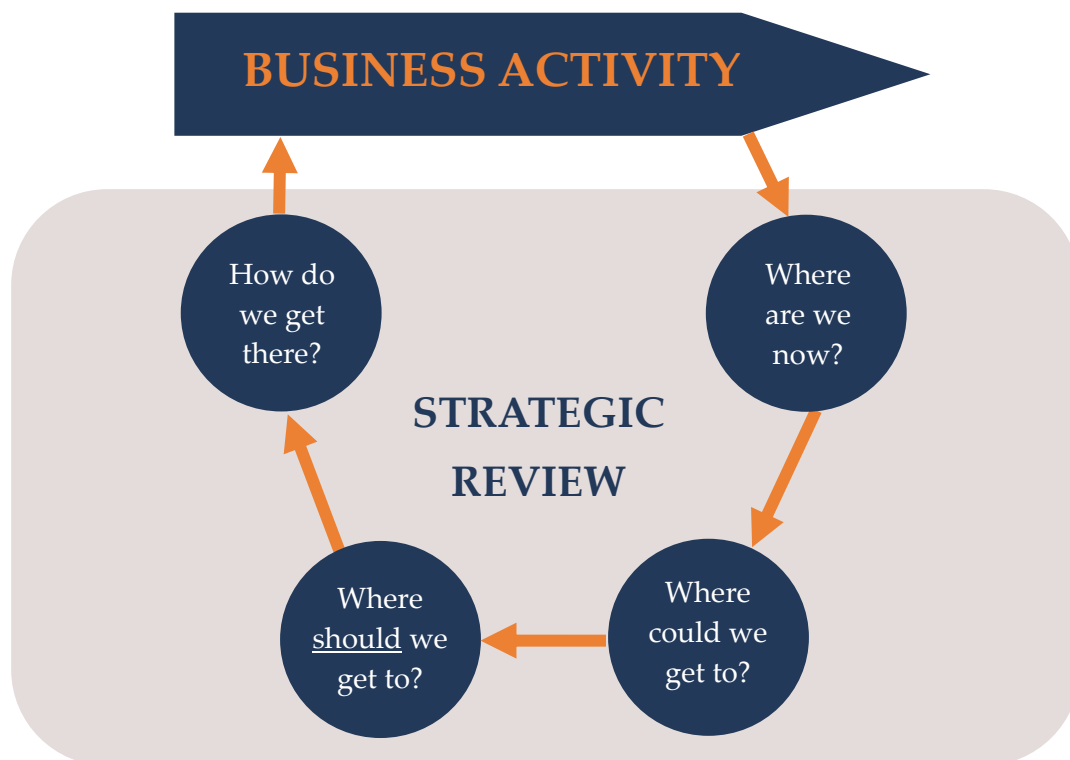 BUSINESS ACTIVITY
How do
we get
there?
Where
are we
now?
STRATEGIC
REVIEW
Where
should we
get to?
Where
could we
get to?